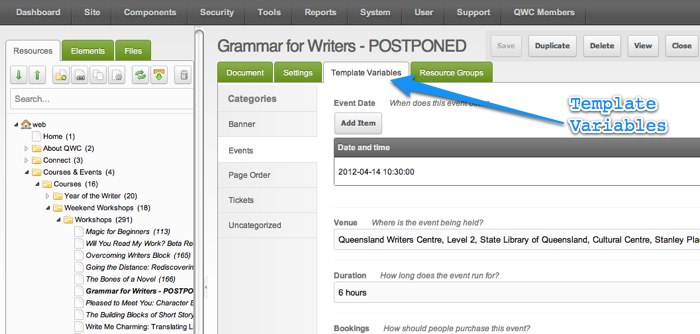 Dashboard Site Components Security Tools Reports System User Support QWC Members
Resources Elements Files
Search...
web
Home (1)
About QWC (2)
Connect (3)
Courses & Events (4)
Courses (16)
Year of the Writer (20)
Weekend Workshops (18)
Workshops (291)
Magic for Beginners (113)
Will You Read My Work? Beta Re
Overcoming Writers Block (165)
Going the Distance: Rediscoverin
The Bones of a Novel (166)
Grammar for Writers - POSTPO
Pleased to Meet You: Character B
The Building Blocks of Short Story
Write Me Charming: Translating L
Grammar for Writers - POSTPONED
Save Duplicate Delete View Close
Document Settings Template Variables Resource Groups
Categories
Banner
Events
Page Order
Tickets
Uncategorized
Event Date When does this event
Add Item
Date and time
2012-04-14 10:30:00
Venue Where is the event being held?
Queensland Writers Centre, Level 2, State Library of Queensland, Cultural Centre, Stanley Plac
Duration How long does the event run for?
6 hours
Bookings How should people purchase this event?
Template
Variables